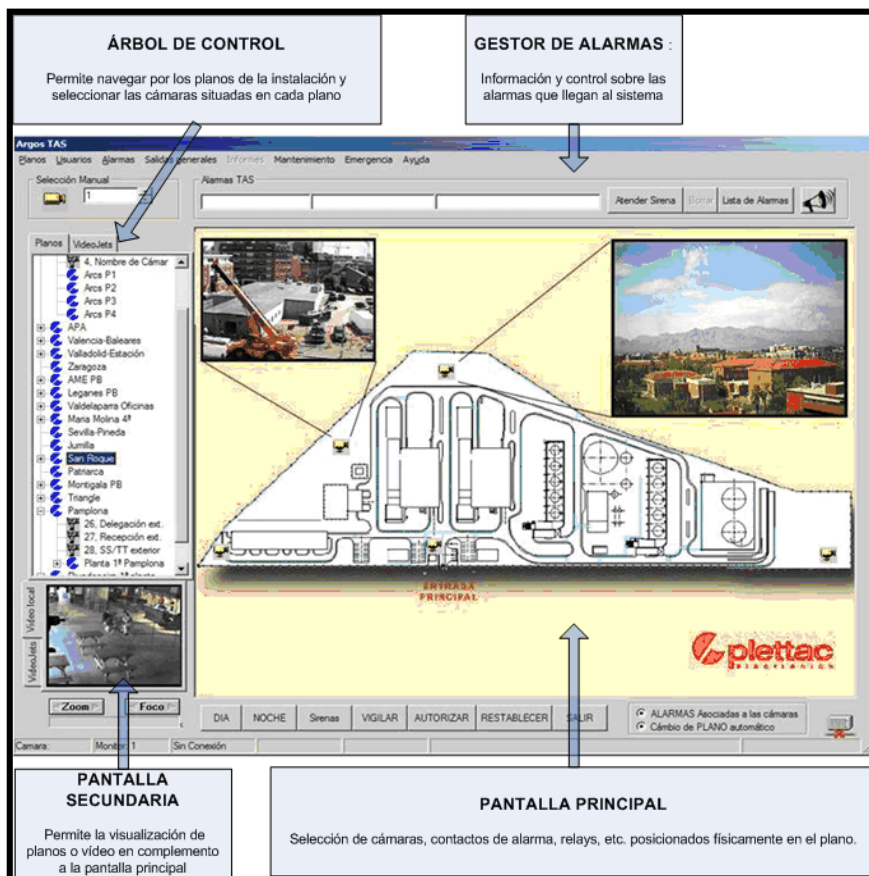 ÁRBOL DE CONTROL
Permite navegar por los planos de la instalación y
seleccionar las cámaras situadas en cada plano
GESTOR DE ALARMAS :
Información y control sobre las
alarmas que llegan al sistema
Argos TAS
Planos Usuarios Alarmas Salidas generales Informes Mantenimiento Emergencia Ayuda
Selección Manual
1
Alarmas TAS
Atender Sirena Borrar Lista de Alarmas
Planos VideoJets
4, Nombre de Cámar
Arcs P1
Arcs P2
Arcs P3
Arcs P4
APA
Valencia-Baleares
Valladolid-Estación
Zaragoza
AME PB
Leganes PB
Valdelaparra Oficinas
Maria Molina 4ª
Sevilla-Pineda
Jumilla
San Roque
Patriarca
Montigala PB
Triangle
Pamplona
26, Delegación ext.
27, Recepción ext.
28, SS/TT exterior
Planta 1ª Pamplona
ENTRADA
PRINCIPAL
plettac
Vídeo local
VideoJets
Zoom Foco
DIA NOCHE Sirenas VIGILAR AUTORIZAR RESTABLECER SALIR
ALARMAS Asociadas a las cámaras
Cámbio de PLANO automático
Camara: Monitor: 1 Sin Conexión
PANTALLA
SECUNDARIA
Permite la visualización de
planos o vídeo en complemento
a la pantalla principal
PANTALLA PRINCIPAL
Selección de cámaras, contactos de alarma, relays, etc. posicionados físicamente en el plano.